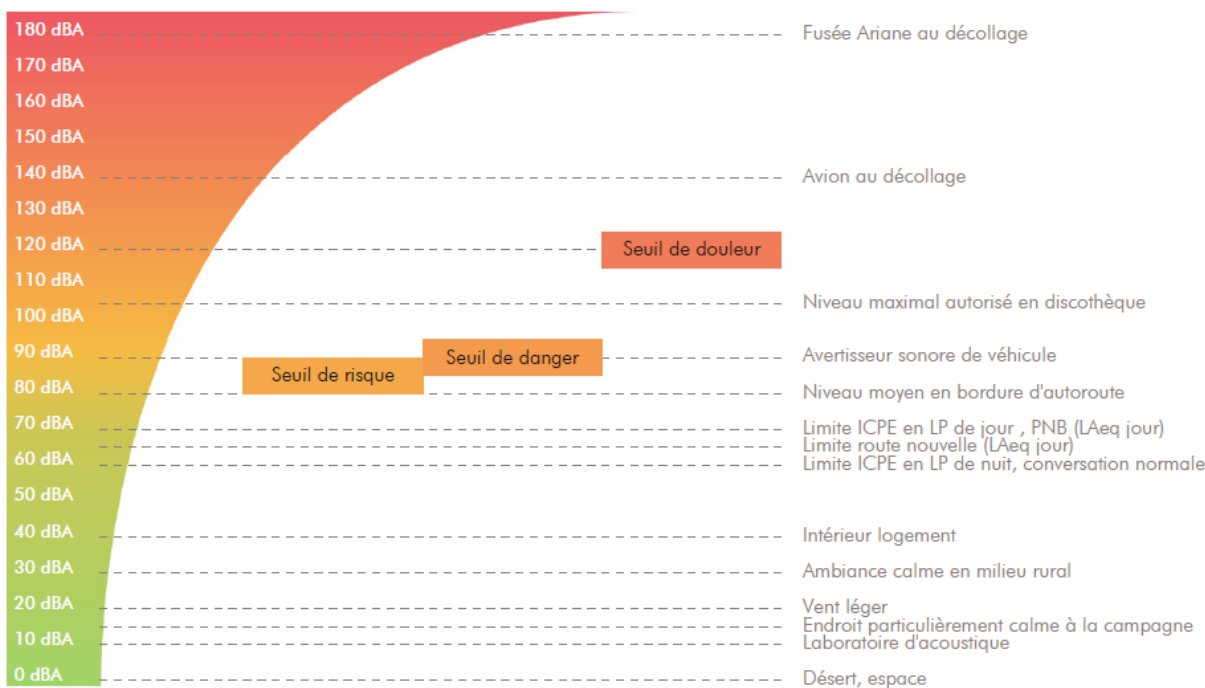 180 dBA
Fusée Ariane au décollage
170 dBA
160 dBA
150 dBA
140 dBA
Avion au décollage
130 dBA
120 dBA
Seuil de douleur
110 dBA
Niveau maximal autorisé en discothèque
100 dBA
90 dBA
Seuil de danger
Avertisseur sonore de véhicule
Seuil de risque
80 dBA
Niveau moyen en bordure d'autoroute
70 dBA
Limite ICPE en LP de jour , PNB (LAeq jour)
Limite route nouvelle (LAeq jour)
60 dBA
Limite ICPE en LP de nuit, conversation normale
50 dBA
40 dBA
Intérieur logement
30 dBA
Ambiance calme en milieu rural
20 dBA
Vent léger
Endroit particulièrement calme à la campagne
10 dBA
Laboratoire d'acoustique
0 dBA
Désert, espace